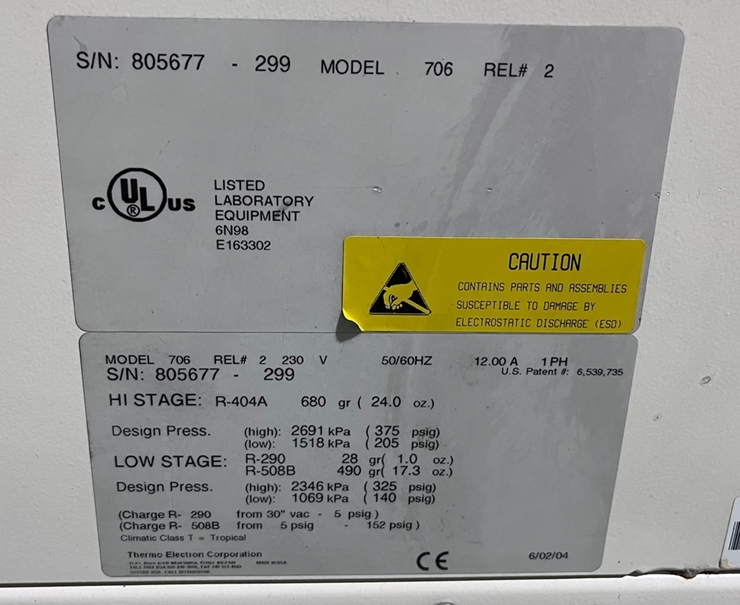 S/N: 805677 - 299 MODEL 706 REL# 2
C UL® US
LISTED
LABORATORY
EQUIPMENT
6N98
E163302
CAUTION
CONTAINS PARTS AND ASSEMBLIES
SUSCEPTIBLE TO DAMAGE BY
ELECTROSTATIC DISCHARGE (ESD)
MODEL 706 REL# 2 230 V 50/60HZ 12.00 A 1PH
S/N: 805677 - 299 U.S. Patent #: 6,539,735
HI STAGE: R-404A 680 gr ( 24.0 oz.)
Design Press. (high): 2691 kPa ( 375 psig)
(low): 1518 kPa ( 205 psig)
LOW STAGE: R-290 28 gr( 1.0 oz.)
R-508B 490 gr( 17.3 oz.)
Design Press. (high): 2346 kPa ( 325 psig)
(low): 1069 kPa ( 140 psig)
(Charge R- 290 from 30" vac - 5 psig )
(Charge R- 508B from 5 psig - 152 psig )
Climatic Class T = Tropical
Thermo Electron Corporation
CE 6/02/04